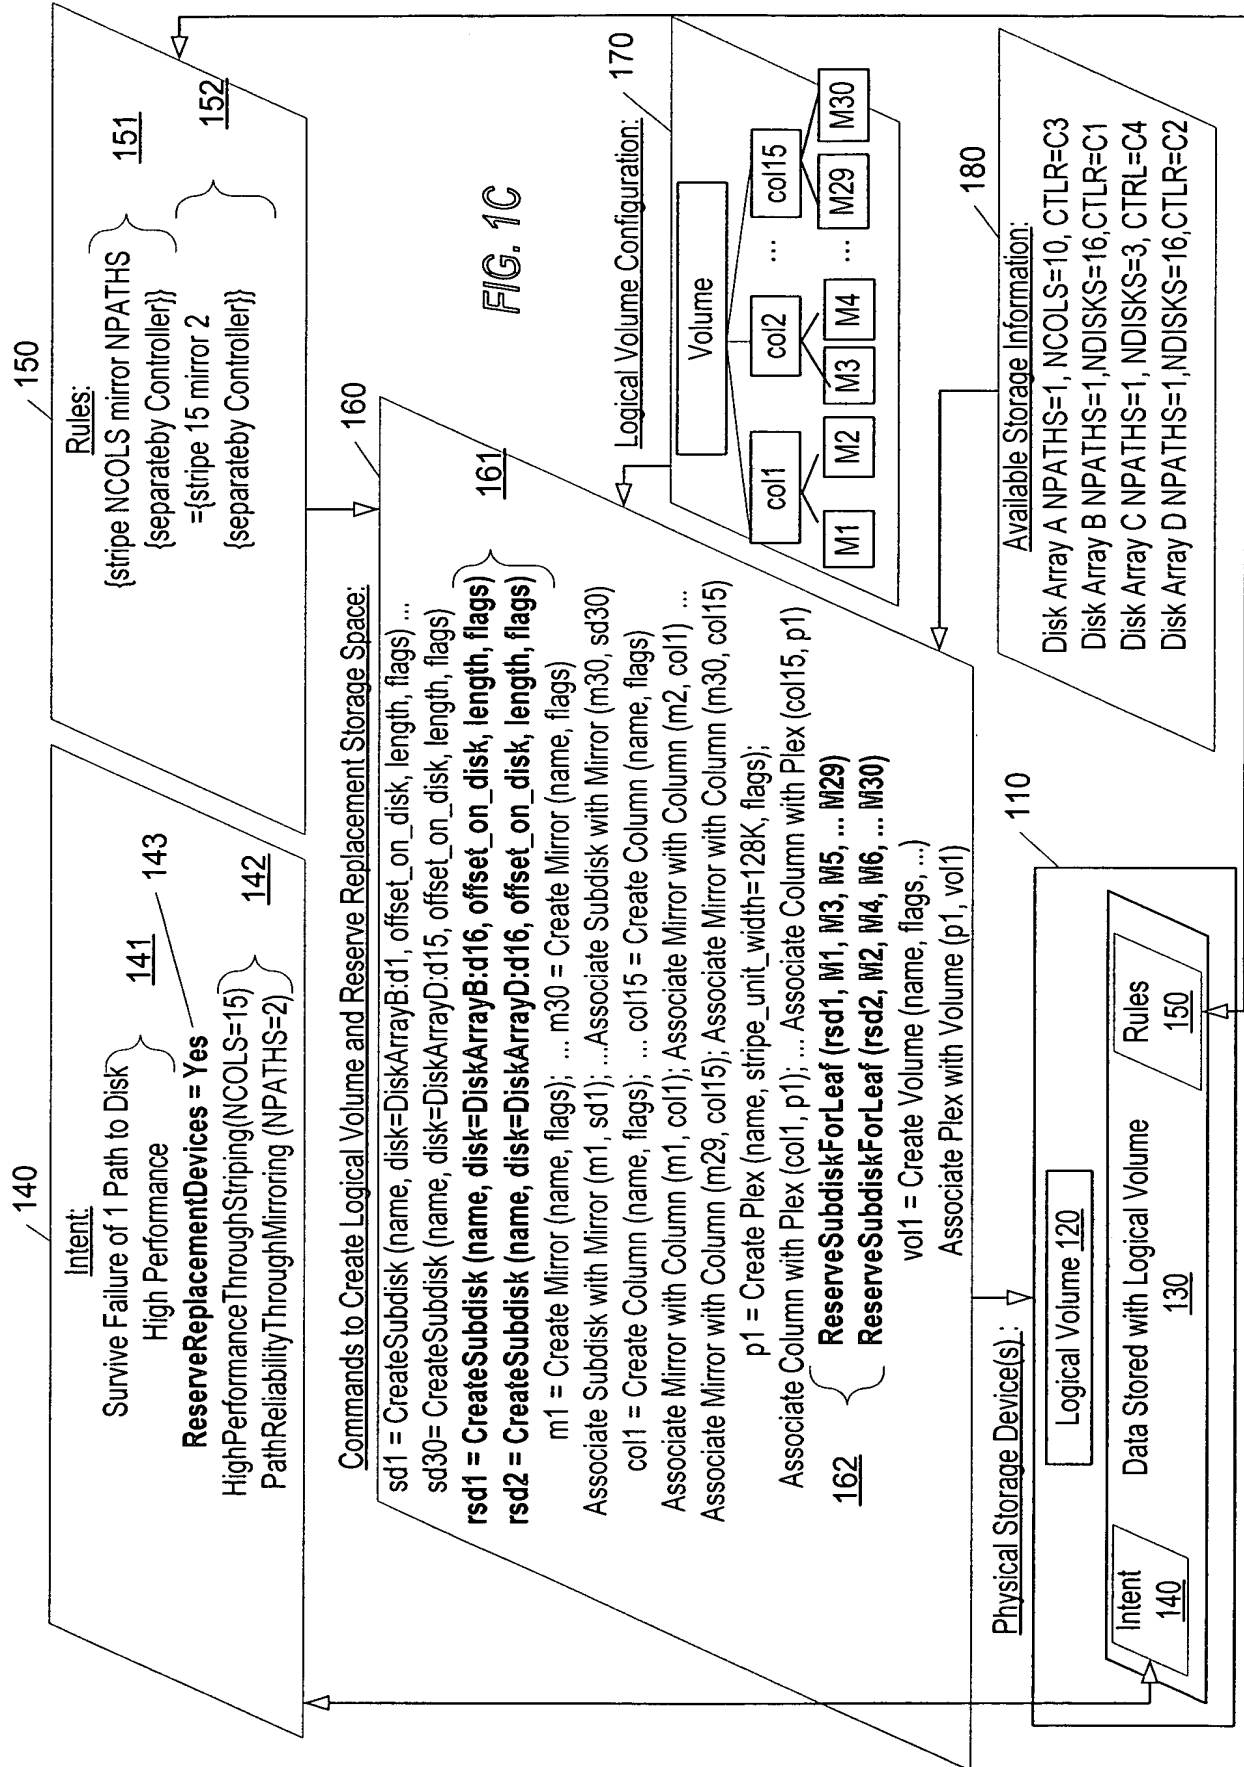 140
Intent:
Survive Failure of 1 Path to Disk
High Performance
141
143
ReserveReplacementDevices = Yes
HighPerformanceThroughStriping(NCOLS=15)
PathReliabilityThroughMirroring (NPATHS=2)
142
150
Rules:
{stripe NCOLS mirror NPATHS
{separateby Controller}}
={stripe 15 mirror 2
{separateby Controller}}
151
152
160
Commands to Create Logical Volume and Reserve Replacement Storage Space:
sd1 = CreateSubdisk (name, disk=DiskArrayB:d1, offset_on_disk, length, flags) ...
sd30= CreateSubdisk (name, disk=DiskArrayD:d15, offset_on_disk, length, flags)
rsd1 = CreateSubdisk (name, disk=DiskArrayB:d16, offset_on_disk, length, flags)
rsd2 = CreateSubdisk (name, disk=DiskArrayD:d16, offset_on_disk, length, flags)
161
m1 = Create Mirror (name, flags); ... m30 = Create Mirror (name, flags)
Associate Subdisk with Mirror (m1, sd1); ...Associate Subdisk with Mirror (m30, sd30)
col1 = Create Column (name, flags); .... col15 = Create Column (name, flags)
Associate Mirror with Column (m1, col1); Associate Mirror with Column (m2, col1) ...
Associate Mirror with Column (m29, col15); Associate Mirror with Column (m30, col15)
p1 = Create Plex (name, stripe_unit_width=128K, flags);
Associate Column with Plex (col1, p1); ... Associate Column with Plex (col15, p1)
162
ReserveSubdiskForLeaf (rsd1, M1, M3, M5, ... M29)
ReserveSubdiskForLeaf (rsd2, M2, M4, M6, ... M30)
vol1 = Create Volume (name, flags, ...)
Associate Plex with Volume (p1, vol1)
FIG. 1C
Logical Volume Configuration:
170
Volume
col1 col2 ... col15
M1 M2 M3 M4 ... M29 M30
Available Storage Information:
180
Disk Array A NPATHS=1, NCOLS=10, CTLR=C3
Disk Array B NPATHS=1,NDISKS=16,CTLR=C1
Disk Array C NPATHS=1, NDISKS=3, CTRL=C4
Disk Array D NPATHS=1,NDISKS=16,CTLR=C2
Physical Storage Device(s) :
110
Logical Volume 120
Data Stored with Logical Volume
130
Intent
140
Rules
150